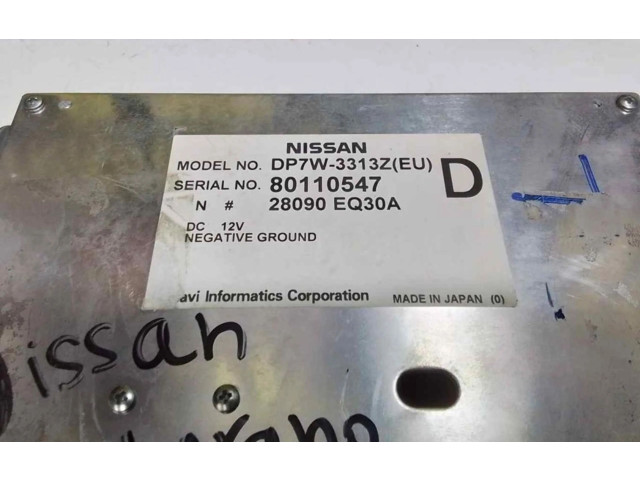 NISSAN
MODEL NO. DP7W-3313Z(EU)
SERIAL NO. 80110547 D
N # 28090 EQ30A
DC 12V
NEGATIVE GROUND
avi Informatics Corporation MADE IN JAPAN (0)
issan